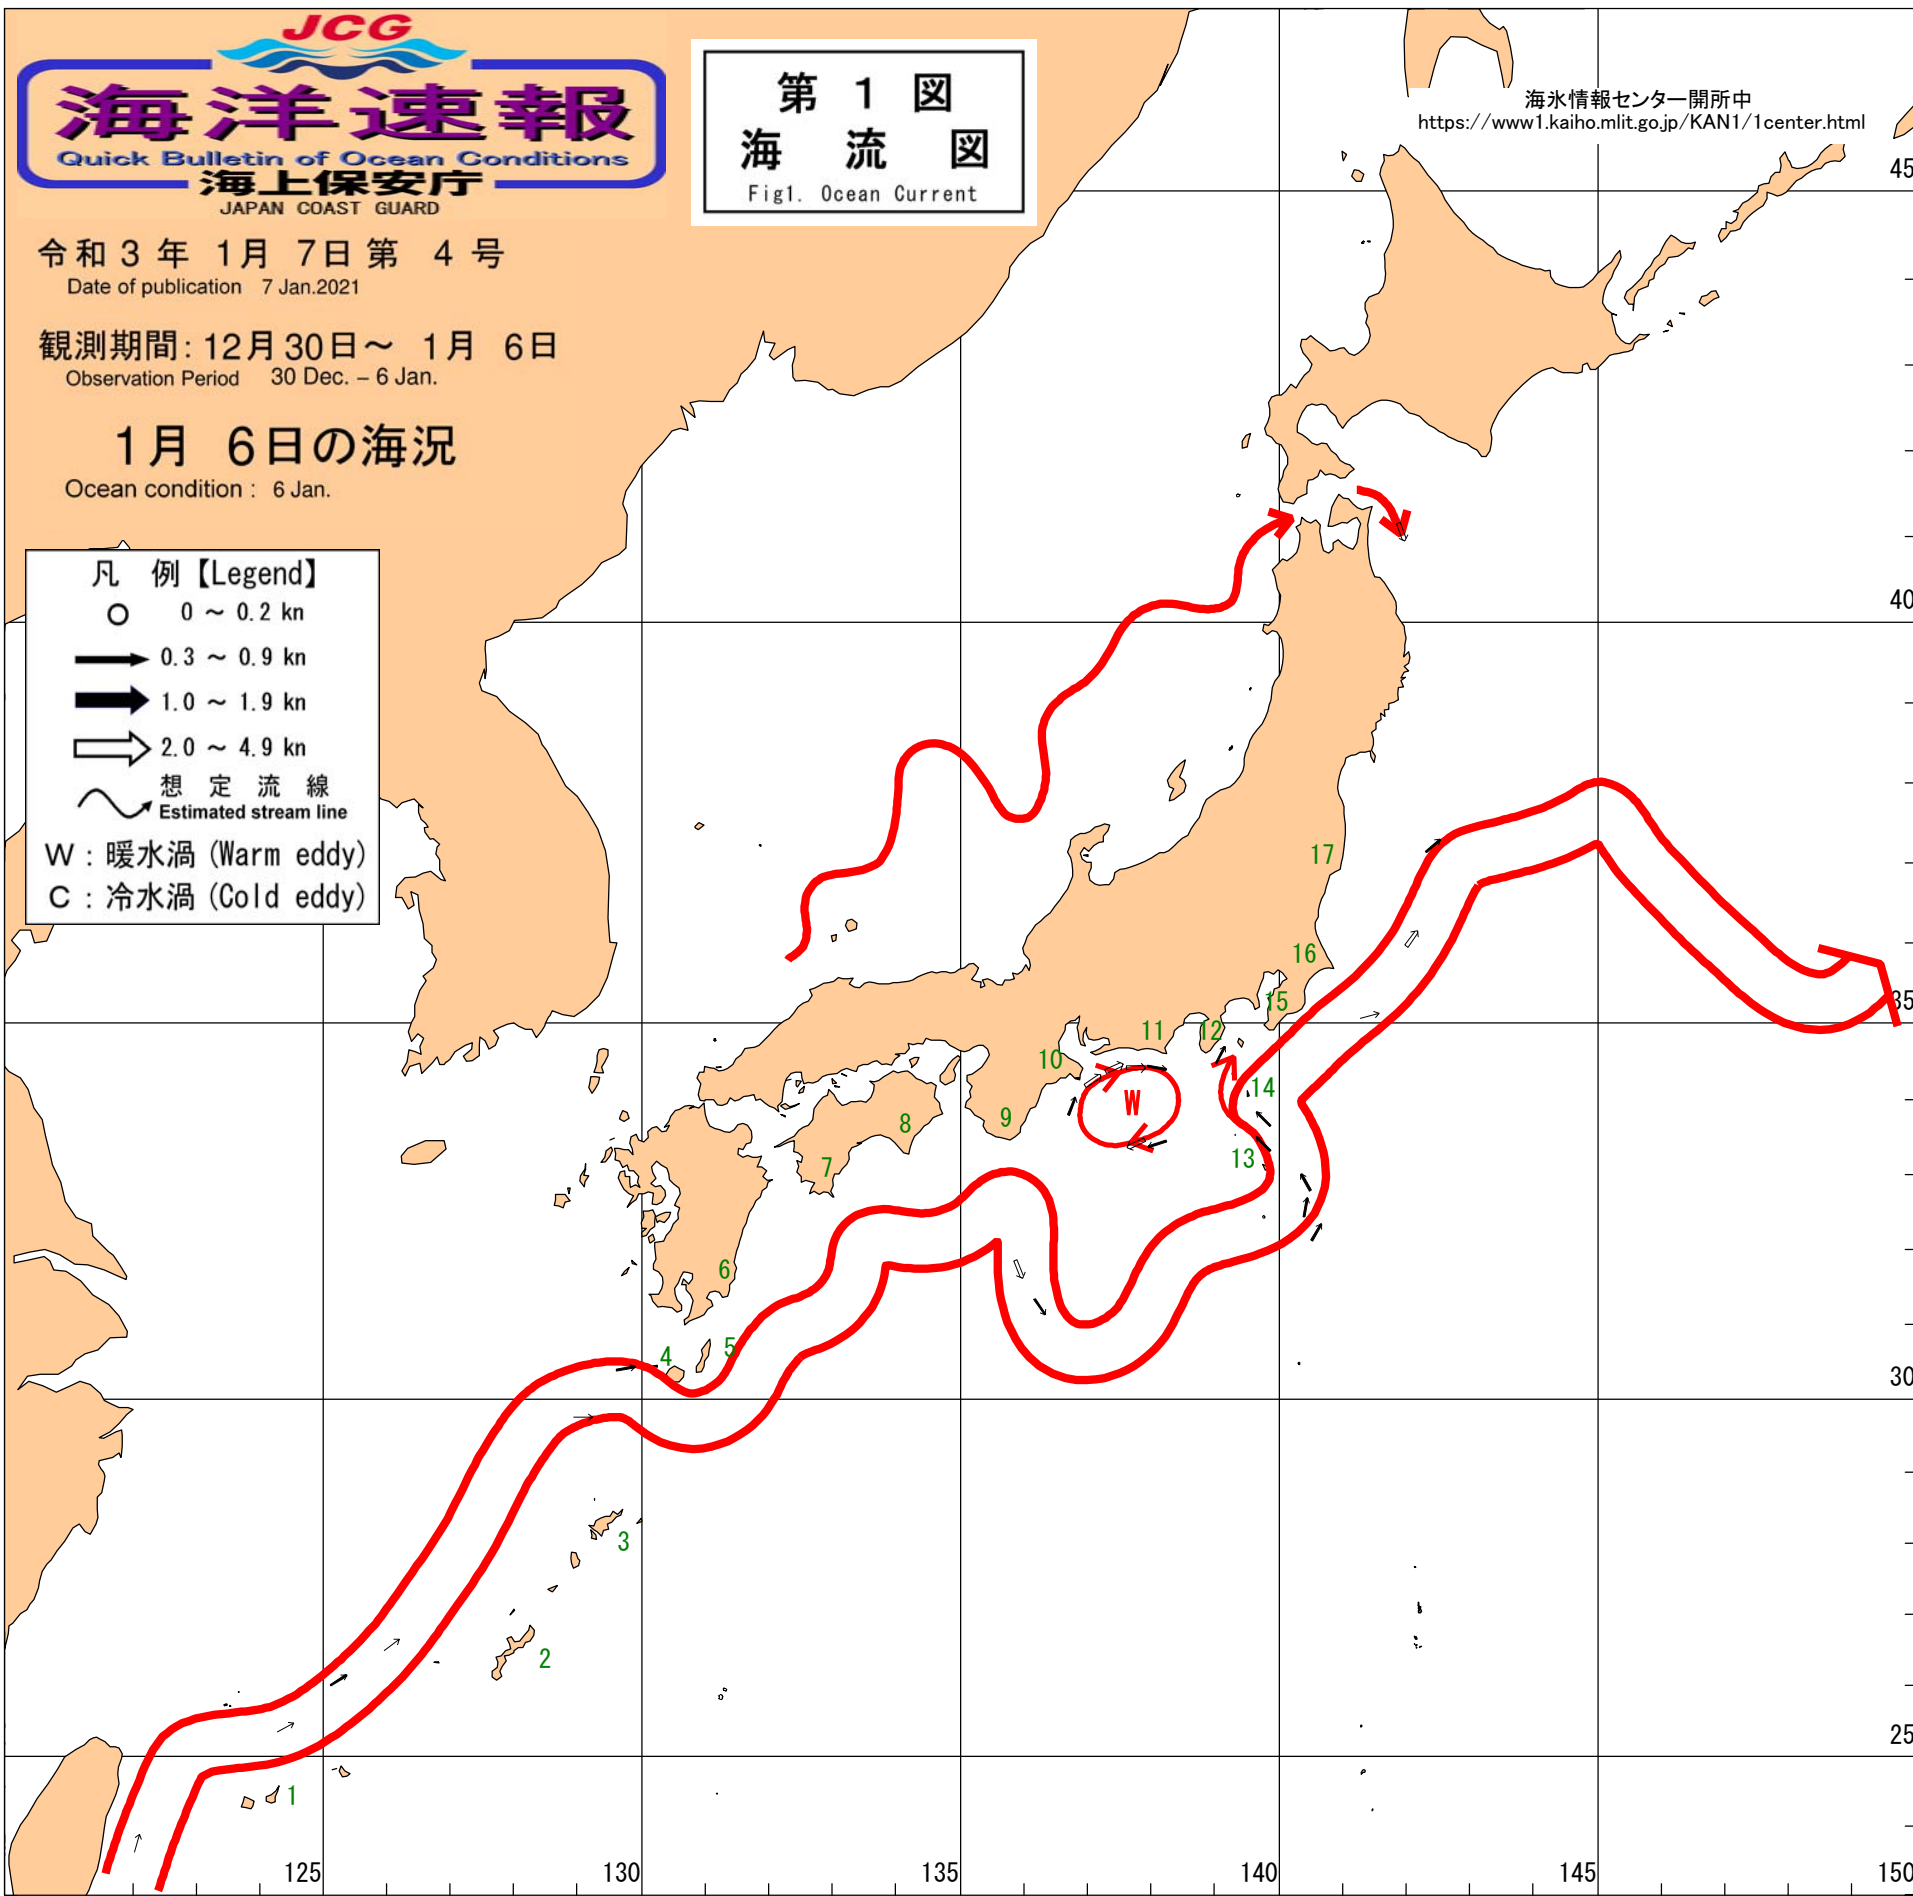 JCG
海洋速報
Quick Bulletin of Ocean Conditions
海上保安庁
JAPAN COAST GUARD
第 1 図
海 流 図
Fig1. Ocean Current
海氷情報センター開所中
https://www1.kaiho.mlit.go.jp/KAN1/1center.html
令和 3 年 1月 7日 第 4 号
Date of publication 7 Jan.2021
観測期間: 12月30日～ 1月 6日
Observation Period 30 Dec. – 6 Jan.
1月 6日の海況
Ocean condition : 6 Jan.
凡 例【Legend】
0 ～ 0.2 kn
0.3 ～ 0.9 kn
1.0 ～ 1.9 kn
2.0 ～ 4.9 kn
想 定 流 線
Estimated stream line
W : 暖水渦 (Warm eddy)
C : 冷水渦 (Cold eddy)
45
40
17
16
35
15
12
11
10
14
W
9
8
13
7
6
5
4
30
3
2
25
1
125
130
135
140
145
150